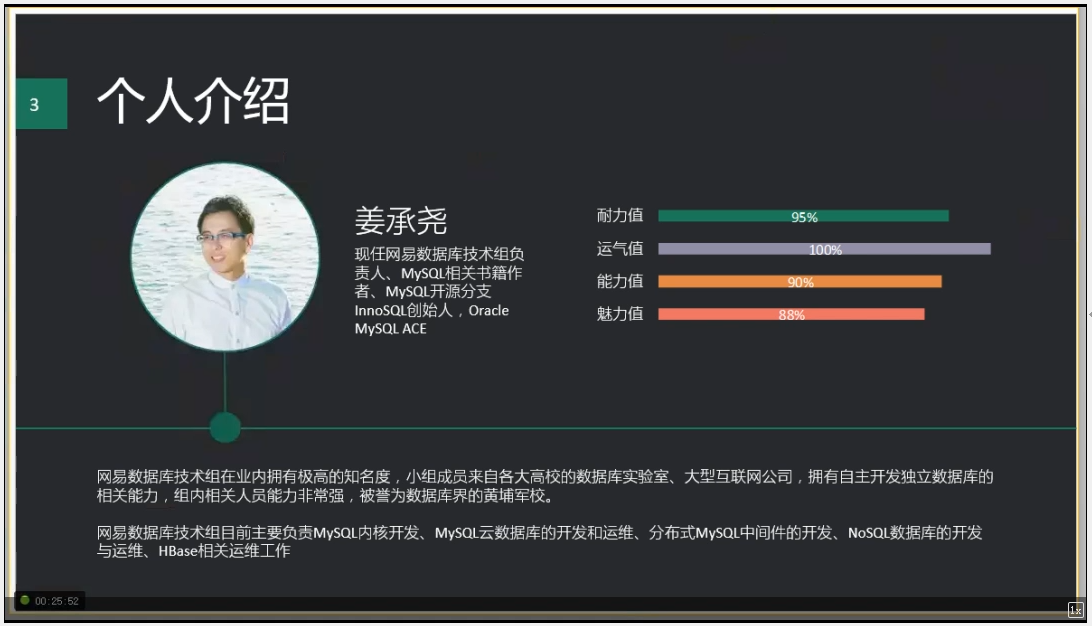 3
个人介绍
姜承尧
现任网易数据库技术组负
责人、MySQL相关书籍作
者、MySQL开源分支
InnoSQL创始人，Oracle
MySQL ACE
耐力值 95%
运气值 100%
能力值 90%
魅力值 88%
网易数据库技术组在业内拥有极高的知名度，小组成员来自各大高校的数据库实验室、大型互联网公司，拥有自主开发独立数据库的
相关能力，组内相关人员能力非常强，被誉为数据库界的黄埔军校。
网易数据库技术组目前主要负责MySQL内核开发、MySQL云数据库的开发和运维、分布式MySQL中间件的开发、NoSQL数据库的开发
与运维、HBase相关运维工作
00:25:52
1x